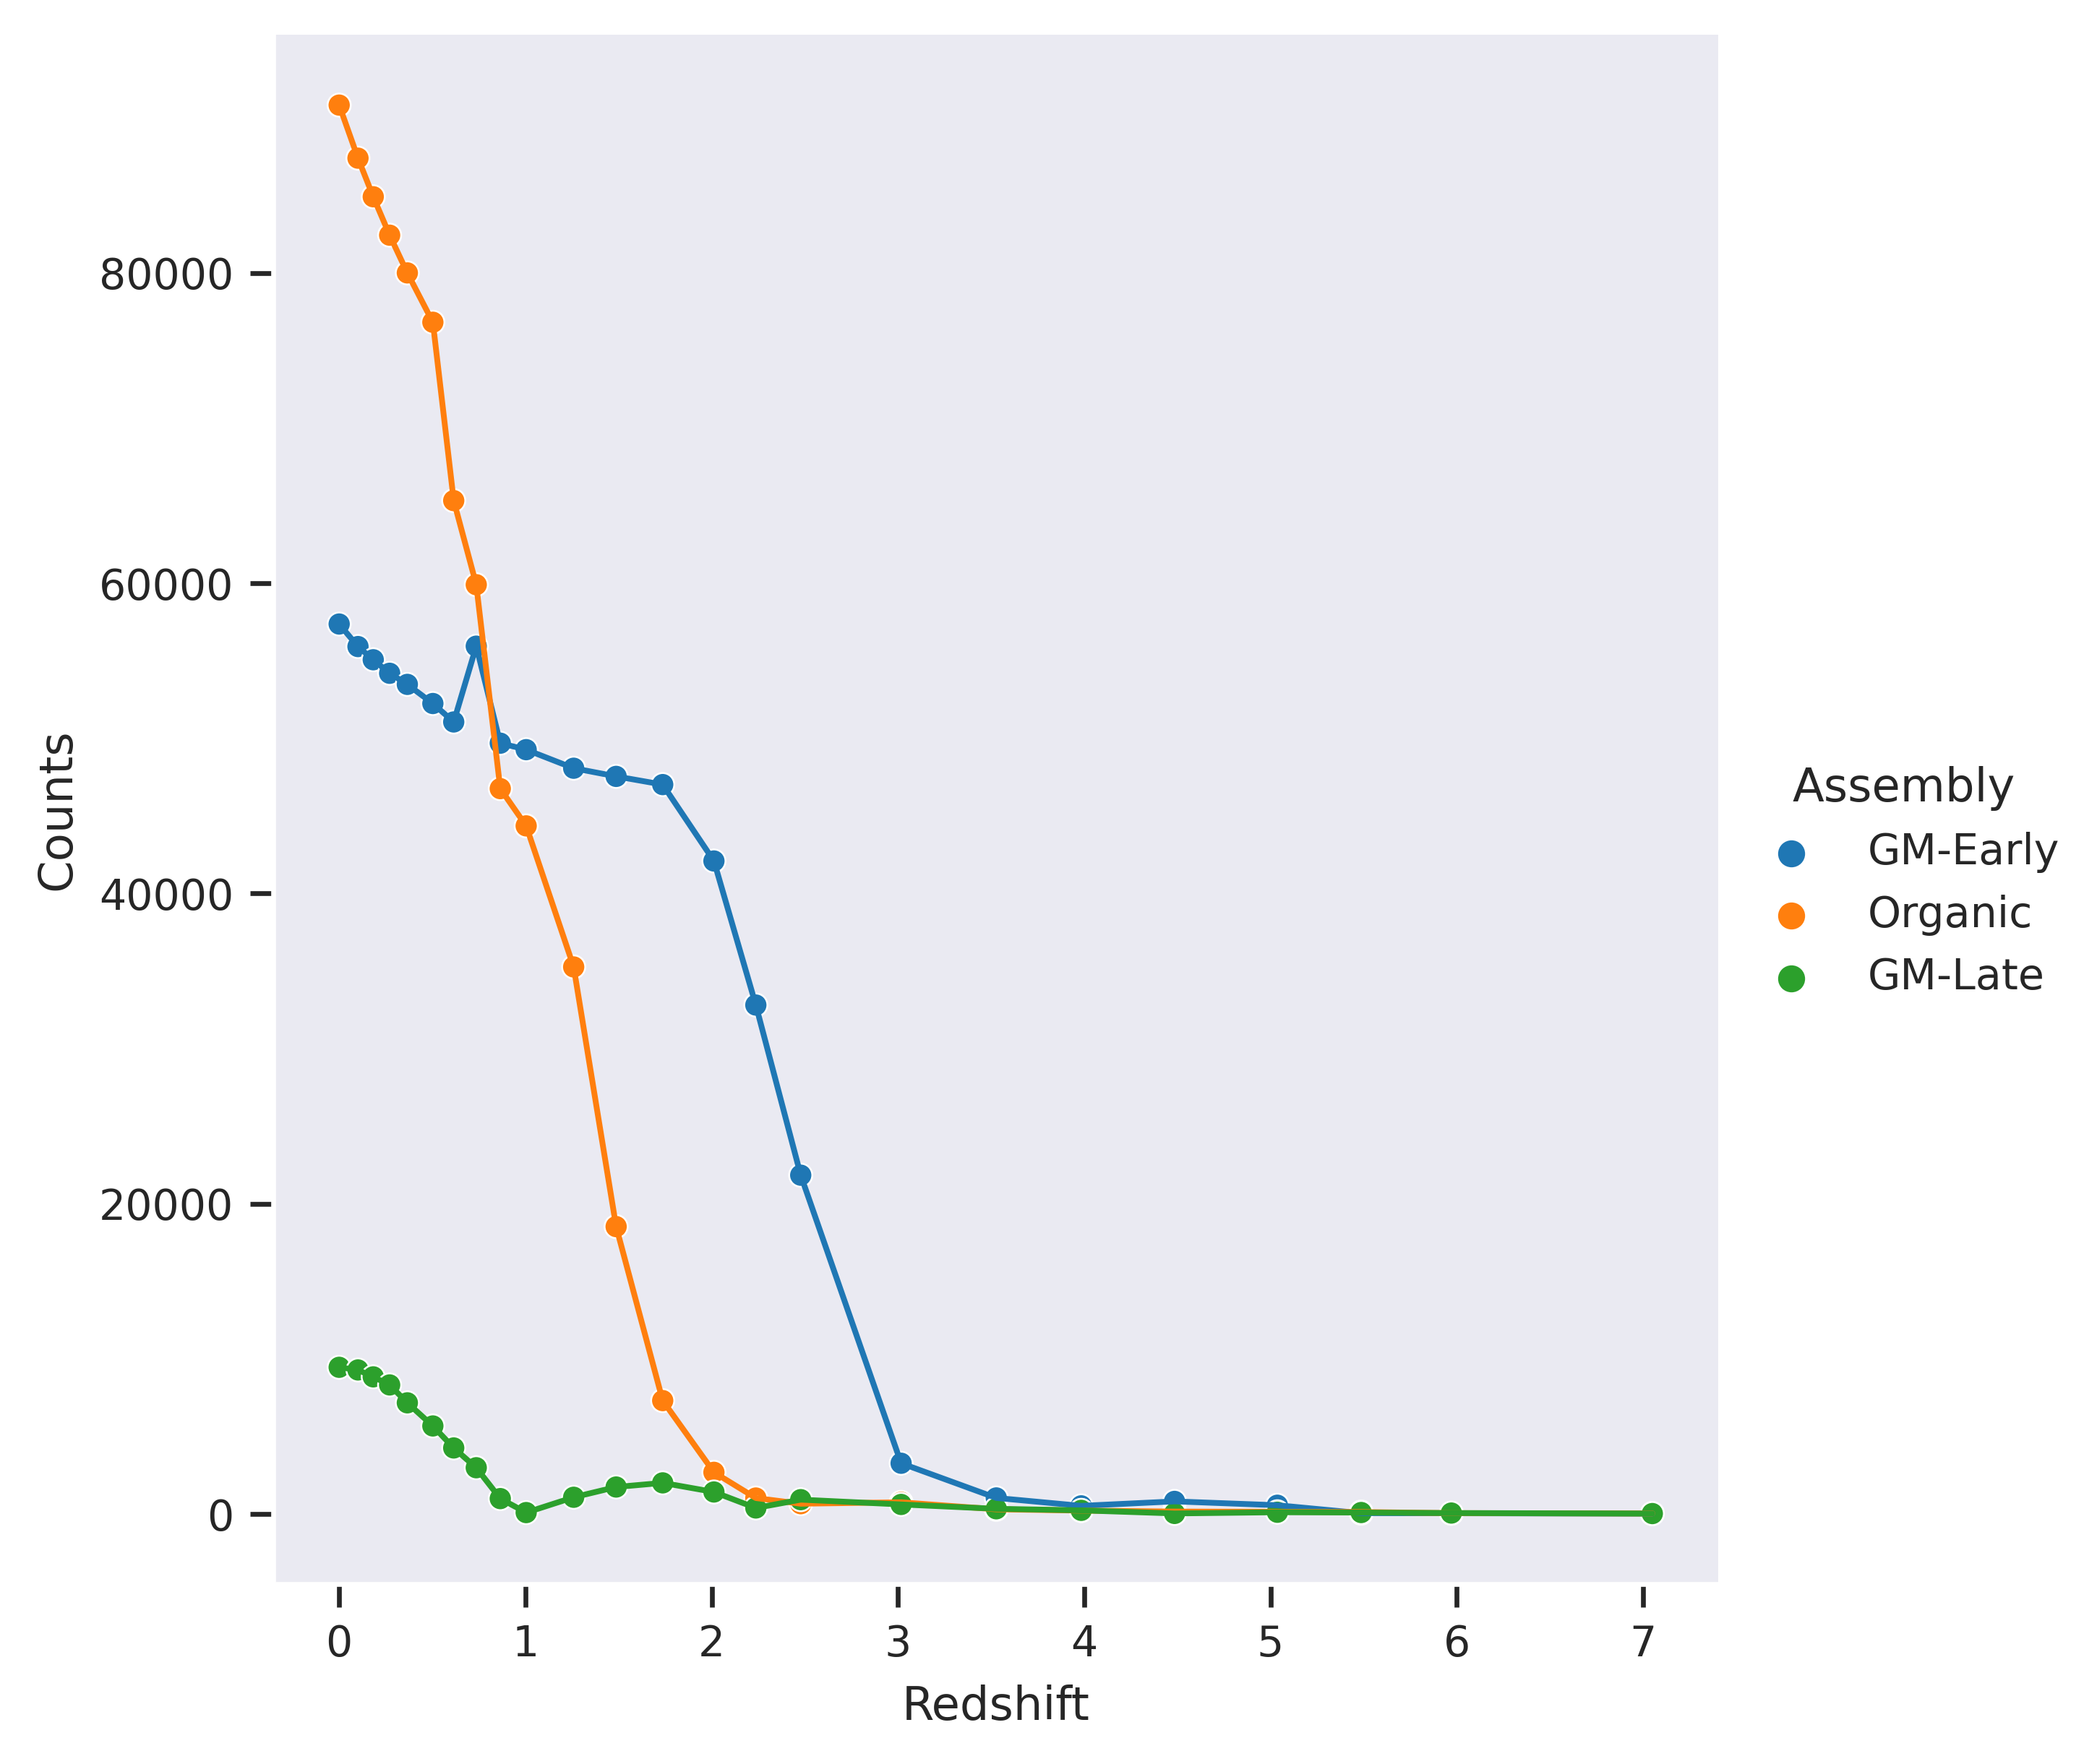 80000
60000
40000
20000
0
Counts
0 1 2 3 4 5 6 7
Redshift
Assembly
GM-Early
Organic
GM-Late